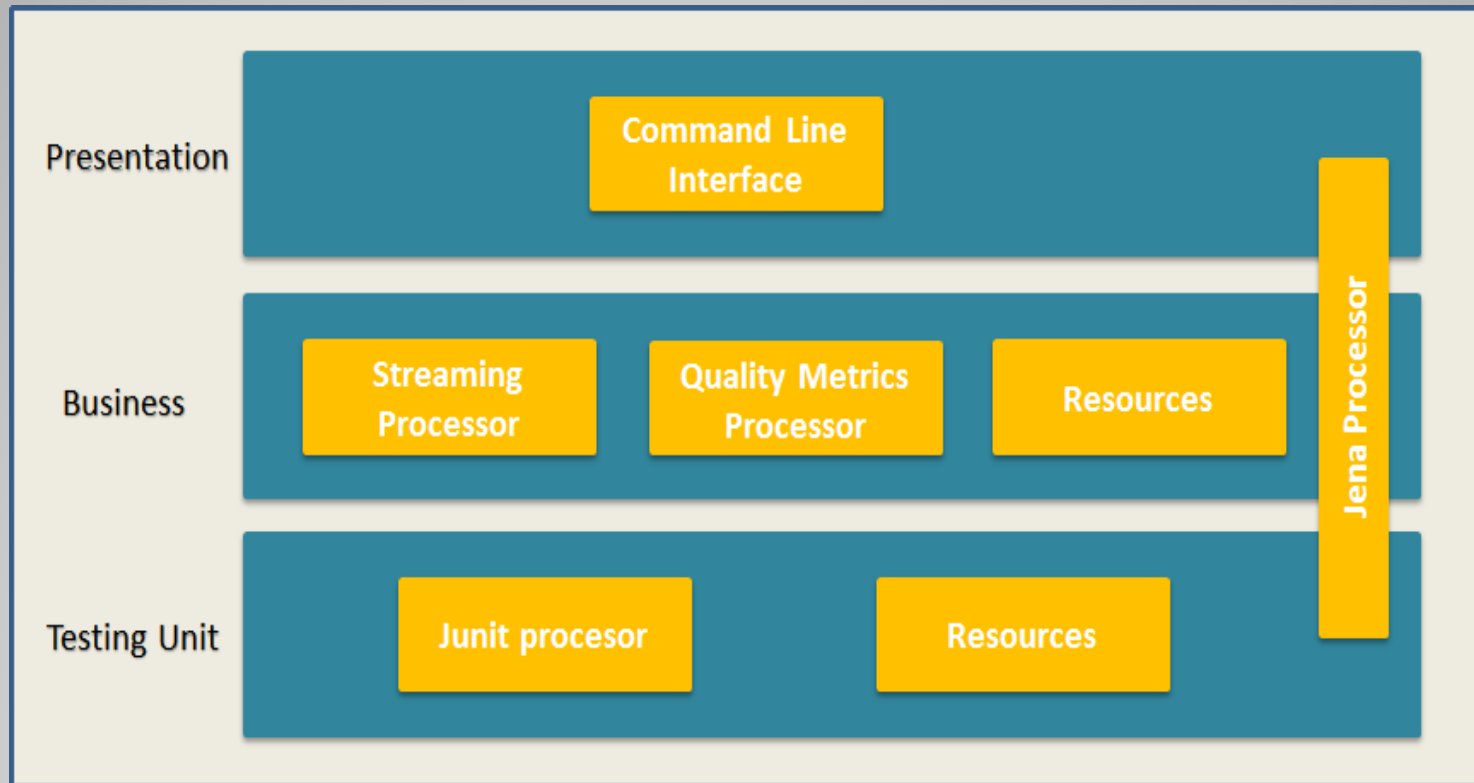 Presentation
Command Line
Interface
Business
Streaming
Processor
Quality Metrics
Processor
Resources
Jena Processor
Testing Unit
Junit procesor
Resources